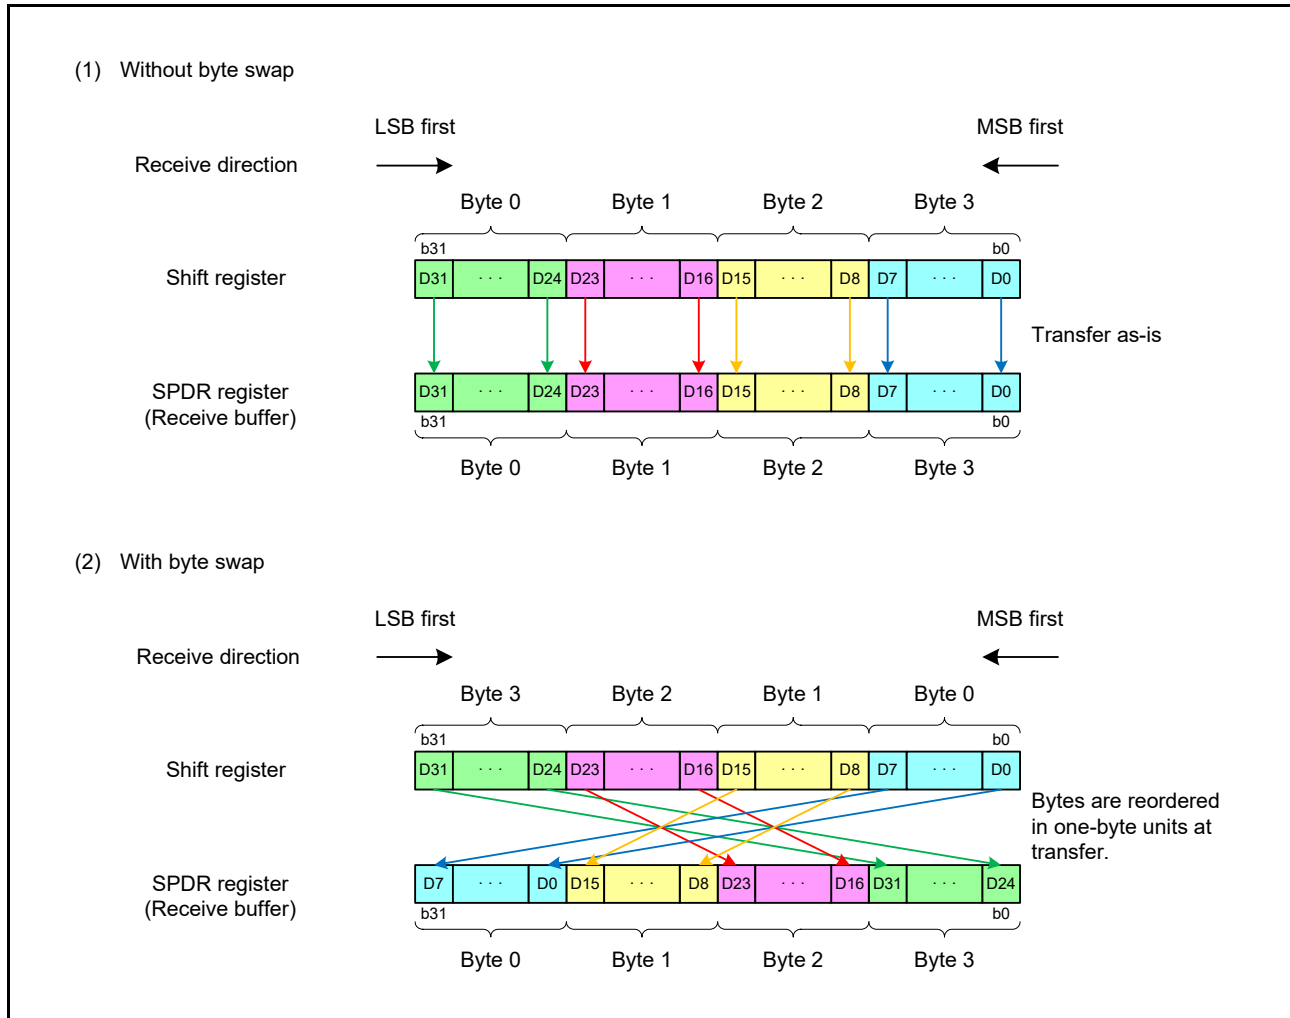 (1) Without byte swap
LSB first MSB first
Receive direction
Byte 0 Byte 1 Byte 2 Byte 3
b31 b0
Shift register D31 · · · D24 D23 · · · D16 D15 · · · D8 D7 · · · D0
Transfer as-is
SPDR register
(Receive buffer)
D31 · · · D24 D23 · · · D16 D15 · · · D8 D7 · · · D0
b31 b0
Byte 0 Byte 1 Byte 2 Byte 3
(2) With byte swap
LSB first MSB first
Receive direction
Byte 3 Byte 2 Byte 1 Byte 0
b31 b0
Shift register D31 · · · D24 D23 · · · D16 D15 · · · D8 D7 · · · D0
Bytes are reordered
in one-byte units at
transfer.
SPDR register
(Receive buffer)
D7 · · · D0 D15 · · · D8 D23 · · · D16 D31 · · · D24
b31 b0
Byte 0 Byte 1 Byte 2 Byte 3